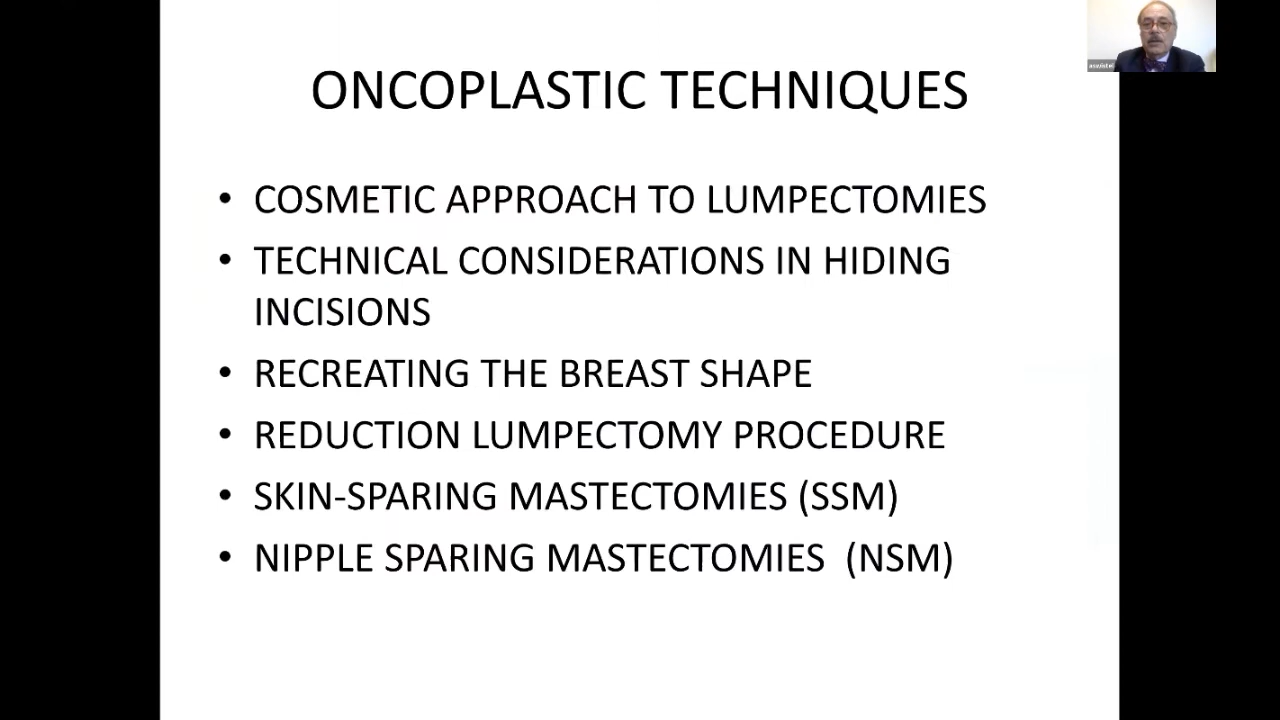 ONCOPLASTIC TECHNIQUES
• COSMETIC APPROACH TO LUMPECTOMIES
• TECHNICAL CONSIDERATIONS IN HIDING
INCISIONS
• RECREATING THE BREAST SHAPE
• REDUCTION LUMPECTOMY PROCEDURE
• SKIN-SPARING MASTECTOMIES (SSM)
• NIPPLE SPARING MASTECTOMIES (NSM)